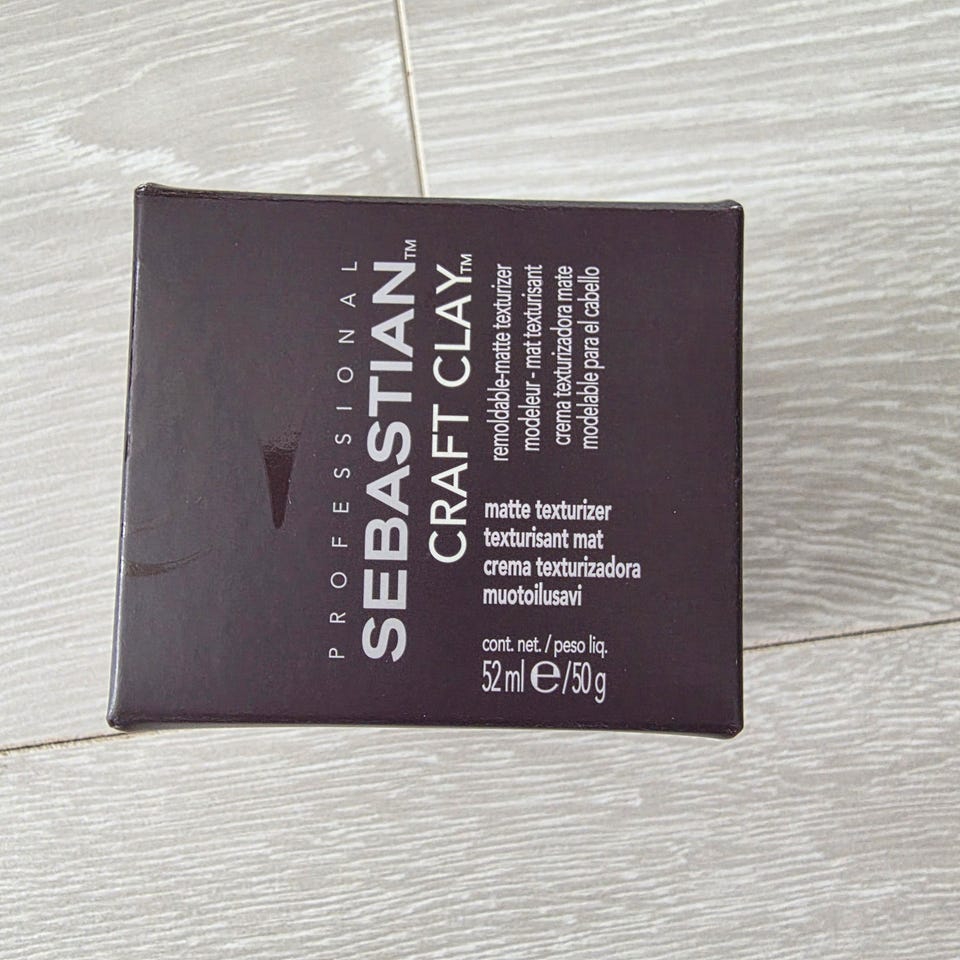 PROFESSIONAL
SEBASTIAN™
CRAFT CLAY™
remoldable-matte texturizer
modeleur - mat texturisant
crema texturizadora mate
modelable para el cabello
matte texturizer
texturisant mat
crema texturizadora
muotoilusavi
cont. net. / peso liq.
52 ml ℮/50 g